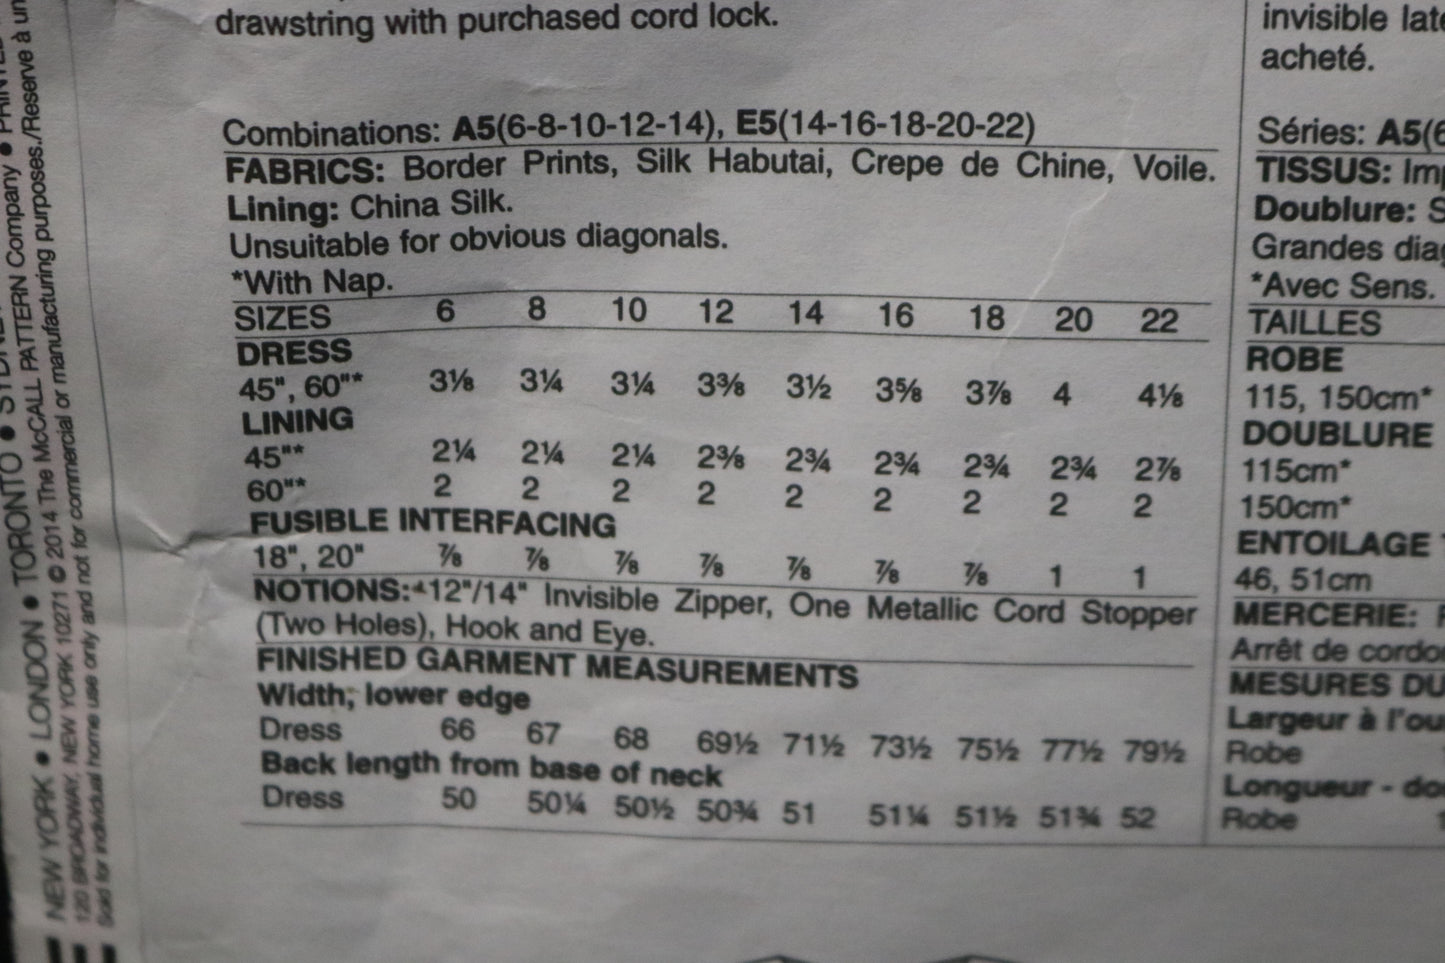 drawstring with purchased cord lock.
Combinations: A5(6-8-10-12-14), E5(14-16-18-20-22)
FABRICS: Border Prints, Silk Habutai, Crepe de Chine, Voile.
Lining: China Silk.
Unsuitable for obvious diagonals.
*With Nap.
SIZES 6 8 10 12 14 16 18 20 22
DRESS
45", 60"* 3⅛ 3¼ 3¼ 3⅜ 3½ 3⅝ 3⅞ 4 4⅛
LINING
45"* 2¼ 2¼ 2¼ 2⅜ 2¾ 2¾ 2¾ 2¾ 2⅞
60"* 2 2 2 2 2 2 2 2 2
FUSIBLE INTERFACING
18", 20" ⅞ ⅞ ⅞ ⅞ ⅞ ⅞ ⅞ 1 1
NOTIONS: 12"/14" Invisible Zipper, One Metallic Cord Stopper
(Two Holes), Hook and Eye.
FINISHED GARMENT MEASUREMENTS
Width, lower edge
Dress 66 67 68 69½ 71½ 73½ 75½ 77½ 79½
Back length from base of neck
Dress 50 50¼ 50½ 50¾ 51 51¼ 51½ 51¾ 52
invisible
acheté.
Séries: A5(6
TISSUS:
Doublure:
Grandes
*Avec Sens.
TAILLES
ROBE
115, 150cm*
DOUBLURE
115cm*
150cm*
ENTOILAGE
46, 51cm
MERCERIE:
Arrêt de
MESURES DU
Largeur à
Robe
Longueur -
Robe
NEW YORK • LONDON • TORONTO •
120 BROADWAY, NEW YORK, NEW YORK 10271 © 2014 The McCALL PATTERN Company •
Sold for individual home use only and not for commercial or manufacturing purposes./Reserve à